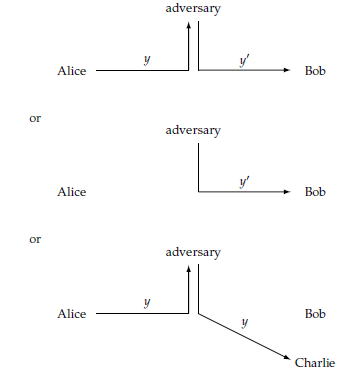 adversary
y y′
Alice Bob
or
adversary
y′
Alice Bob
or
adversary
y
Alice Bob
y
Charlie